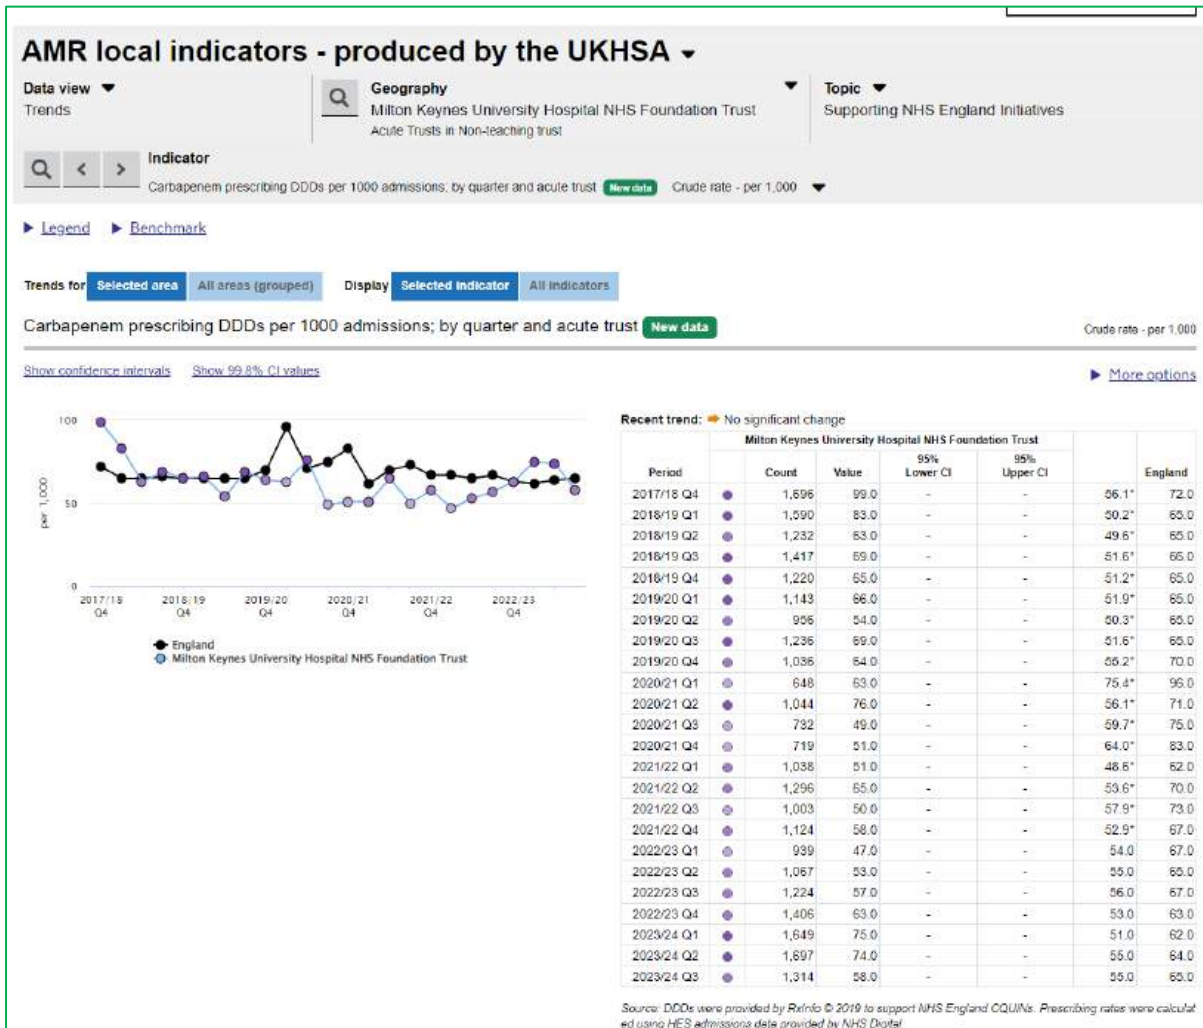 AMR local indicators - produced by the UKHSA
Data view
Trends
Geography
Milton Keynes University Hospital NHS Foundation Trust
Acute Trusts in Non-teaching trust
Topic
Supporting NHS England Initiatives
Indicator
Carbapenem prescribing DDDs per 1000 admissions; by quarter and acute trust New data Crude rate - per 1,000
Legend Benchmark
Trends for Selected area All areas (grouped) Display Selected indicator All indicators
Carbapenem prescribing DDDs per 1000 admissions; by quarter and acute trust New data Crude rate - per 1,000
Show confidence intervals Show 99.8% CI values More options
100
50
0
per 1,000
2017/18 Q4 2018/19 Q4 2019/20 Q4 2020/21 Q4 2021/22 Q4 2022/23 Q4
England
Milton Keynes University Hospital NHS Foundation Trust
Recent trend: No significant change
Milton Keynes University Hospital NHS Foundation Trust
Period Count Value 95% Lower CI 95% Upper CI England
2017/18 Q4 1,696 99.0 - - 56.1* 72.0
2018/19 Q1 1,590 83.0 - - 50.2* 65.0
2018/19 Q2 1,232 63.0 - - 49.6* 65.0
2018/19 Q3 1,417 69.0 - - 51.6* 66.0
2018/19 Q4 1,220 65.0 - - 51.2* 65.0
2019/20 Q1 1,143 66.0 - - 51.9* 65.0
2019/20 Q2 956 54.0 - - 50.3* 65.0
2019/20 Q3 1,236 69.0 - - 51.6* 65.0
2019/20 Q4 1,036 64.0 - - 55.2* 70.0
2020/21 Q1 648 63.0 - - 75.4* 96.0
2020/21 Q2 1,044 76.0 - - 56.1* 71.0
2020/21 Q3 732 49.0 - - 59.7* 75.0
2020/21 Q4 719 51.0 - - 64.0* 83.0
2021/22 Q1 1,038 51.0 - - 48.6* 62.0
2021/22 Q2 1,296 65.0 - - 53.6* 70.0
2021/22 Q3 1,003 50.0 - - 57.9* 73.0
2021/22 Q4 1,124 58.0 - - 52.9* 67.0
2022/23 Q1 939 47.0 - - 54.0 67.0
2022/23 Q2 1,067 53.0 - - 55.0 65.0
2022/23 Q3 1,224 57.0 - - 56.0 67.0
2022/23 Q4 1,406 63.0 - - 53.0 63.0
2023/24 Q1 1,649 75.0 - - 51.0 62.0
2023/24 Q2 1,697 74.0 - - 55.0 64.0
2023/24 Q3 1,314 58.0 - - 55.0 65.0
Source: DDDs were provided by RxInfo © 2019 to support NHS England CQUINs. Prescribing rates were calculat
ed using HES admissions data provided by NHS Digital